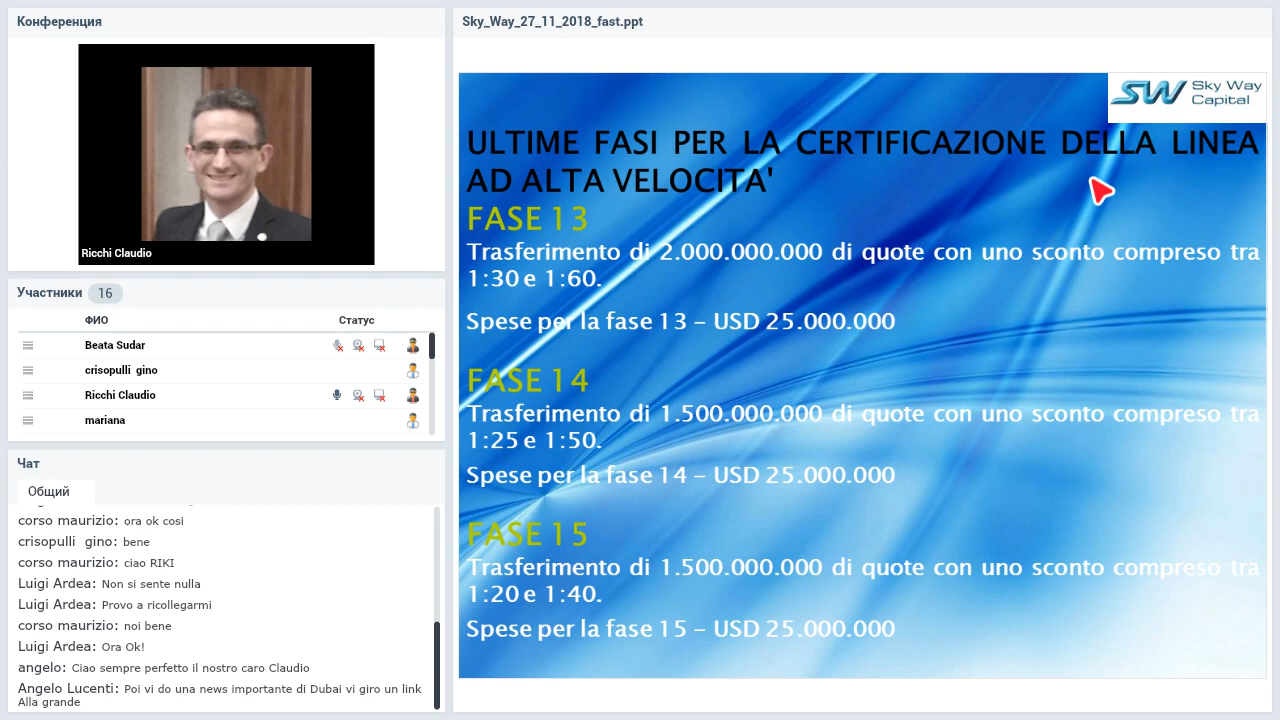 Конференция
Ricchi Claudio
Участники 16
ФИО Статус
Beata Sudar
crisopulli gino
Ricchi Claudio
mariana
Чат
Общий
corso maurizio: ora ok cosi
crisopulli gino: bene
corso maurizio: ciao RIKI
Luigi Ardea: Non si sente nulla
Luigi Ardea: Provo a ricollegarmi
corso maurizio: noi bene
Luigi Ardea: Ora Ok!
angelo: Ciao sempre perfetto il nostro caro Claudio
Angelo Lucenti: Poi vi do una news importante di Dubai vi giro un link
Alla grande
Sky_Way_27_11_2018_fast.ppt
SW Sky Way
Capital
ULTIME FASI PER LA CERTIFICAZIONE DELLA LINEA
AD ALTA VELOCITA'
FASE 13
Trasferimento di 2.000.000.000 di quote con uno sconto compreso tra
1:30 e 1:60.
Spese per la fase 13 – USD 25.000.000
FASE 14
Trasferimento di 1.500.000.000 di quote con uno sconto compreso tra
1:25 e 1:50.
Spese per la fase 14 – USD 25.000.000
FASE 15
Trasferimento di 1.500.000.000 di quote con uno sconto compreso tra
1:20 e 1:40.
Spese per la fase 15 – USD 25.000.000